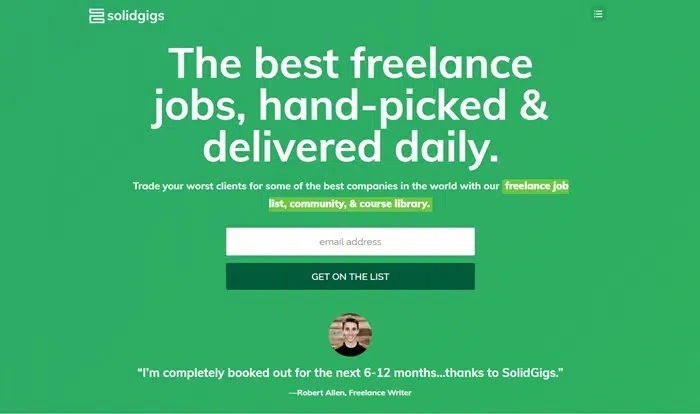 solidgigs
The best freelance
jobs, hand-picked &
delivered daily.
Trade your worst clients for some of the best companies in the world with our freelance job
list, community, & course library.
email address
GET ON THE LIST
“I’m completely booked out for the next 6-12 months...thanks to SolidGigs.”
—Robert Allen, Freelance Writer